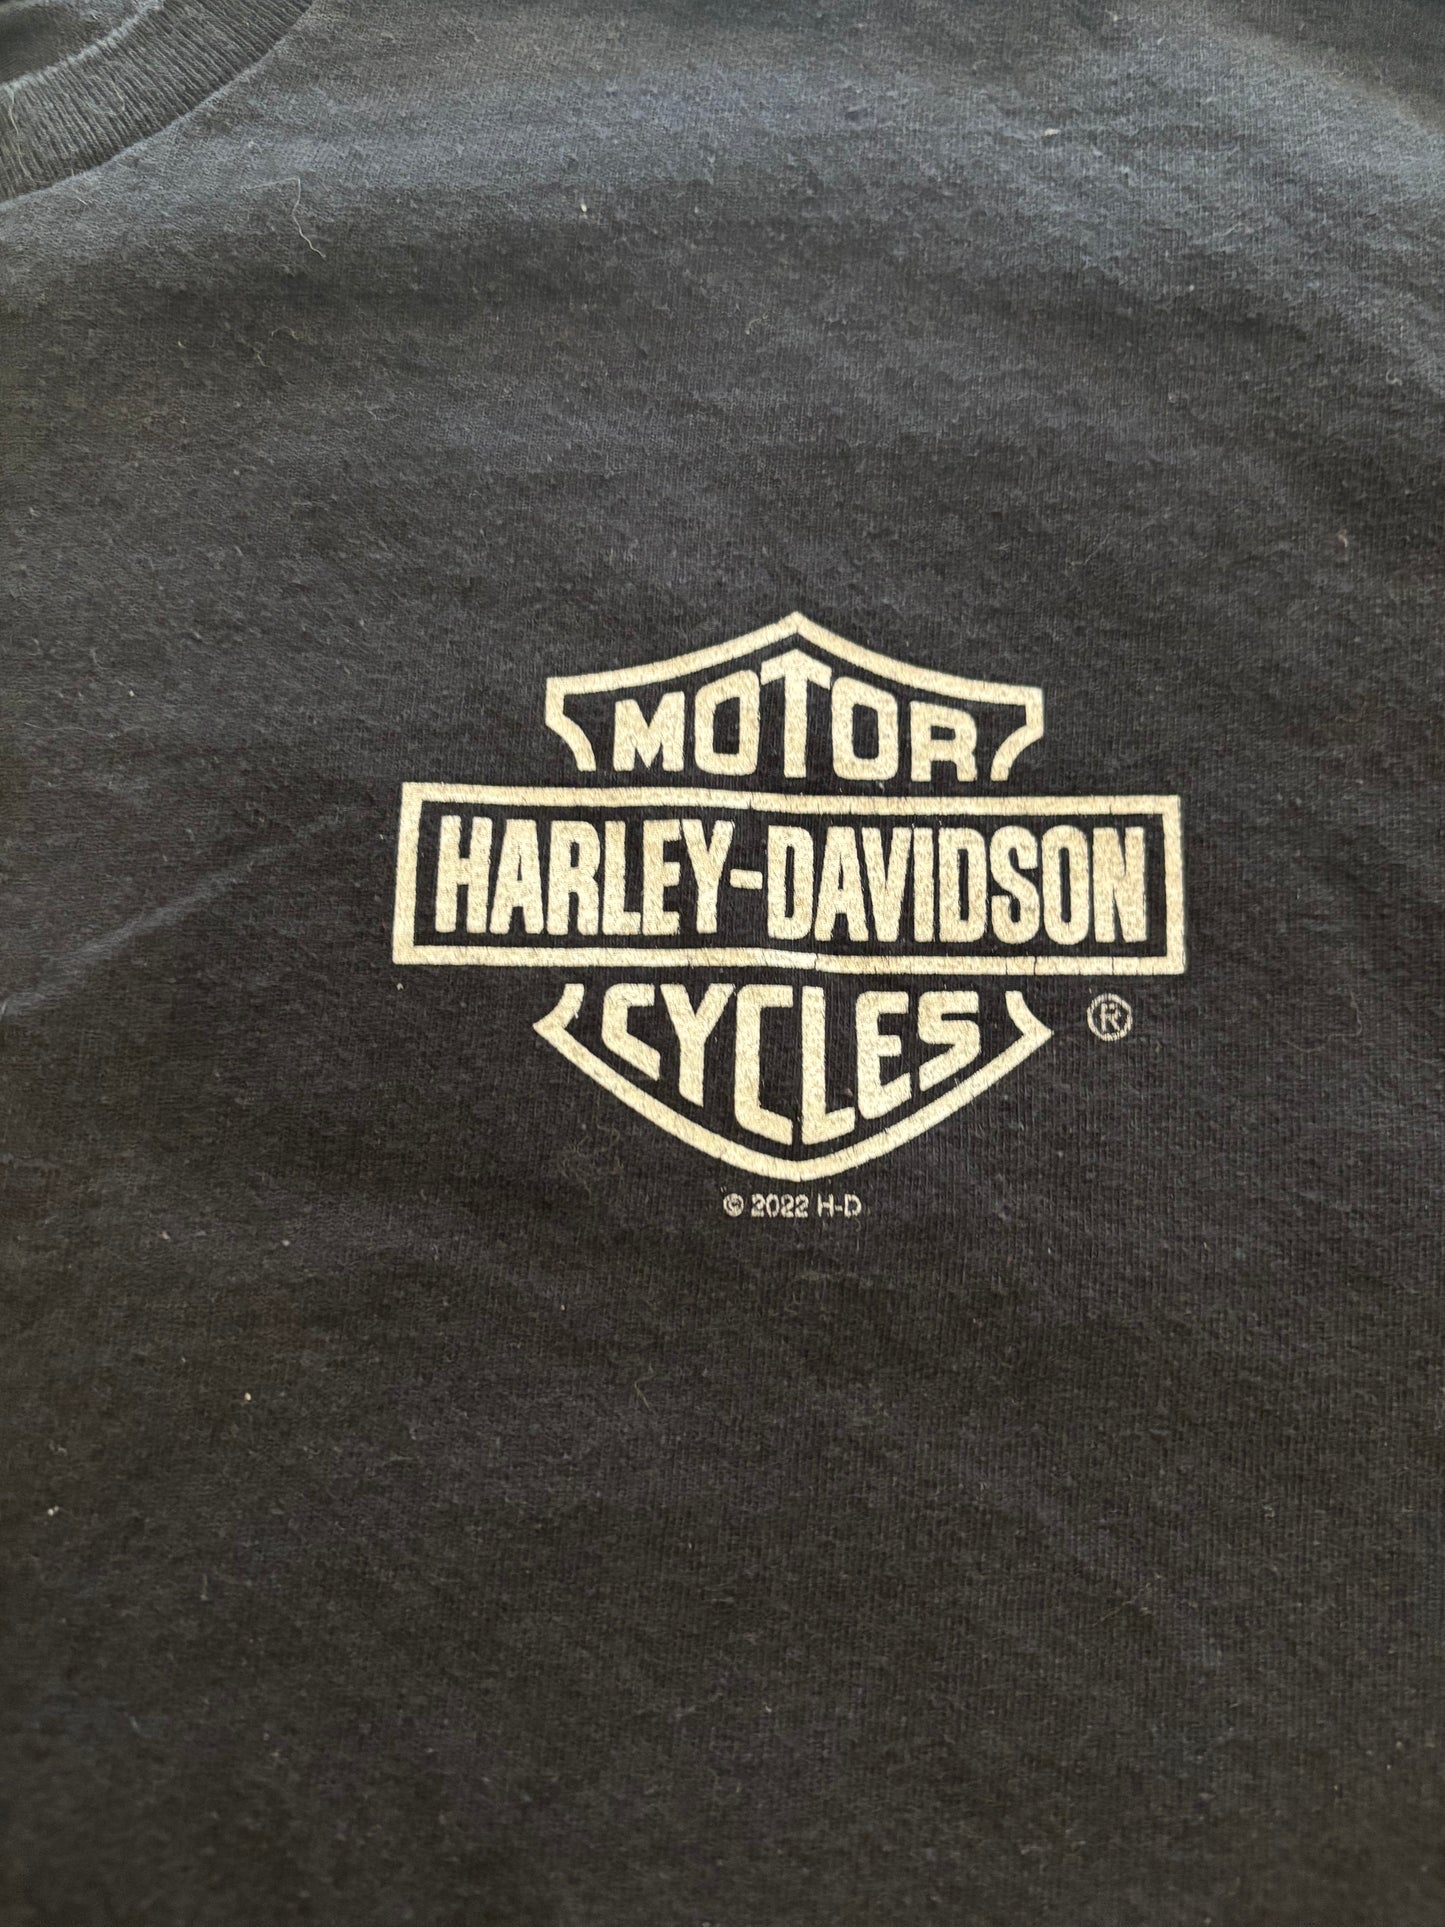 MOTOR
HARLEY-DAVIDSON
CYCLES
®
© 2022 H-D